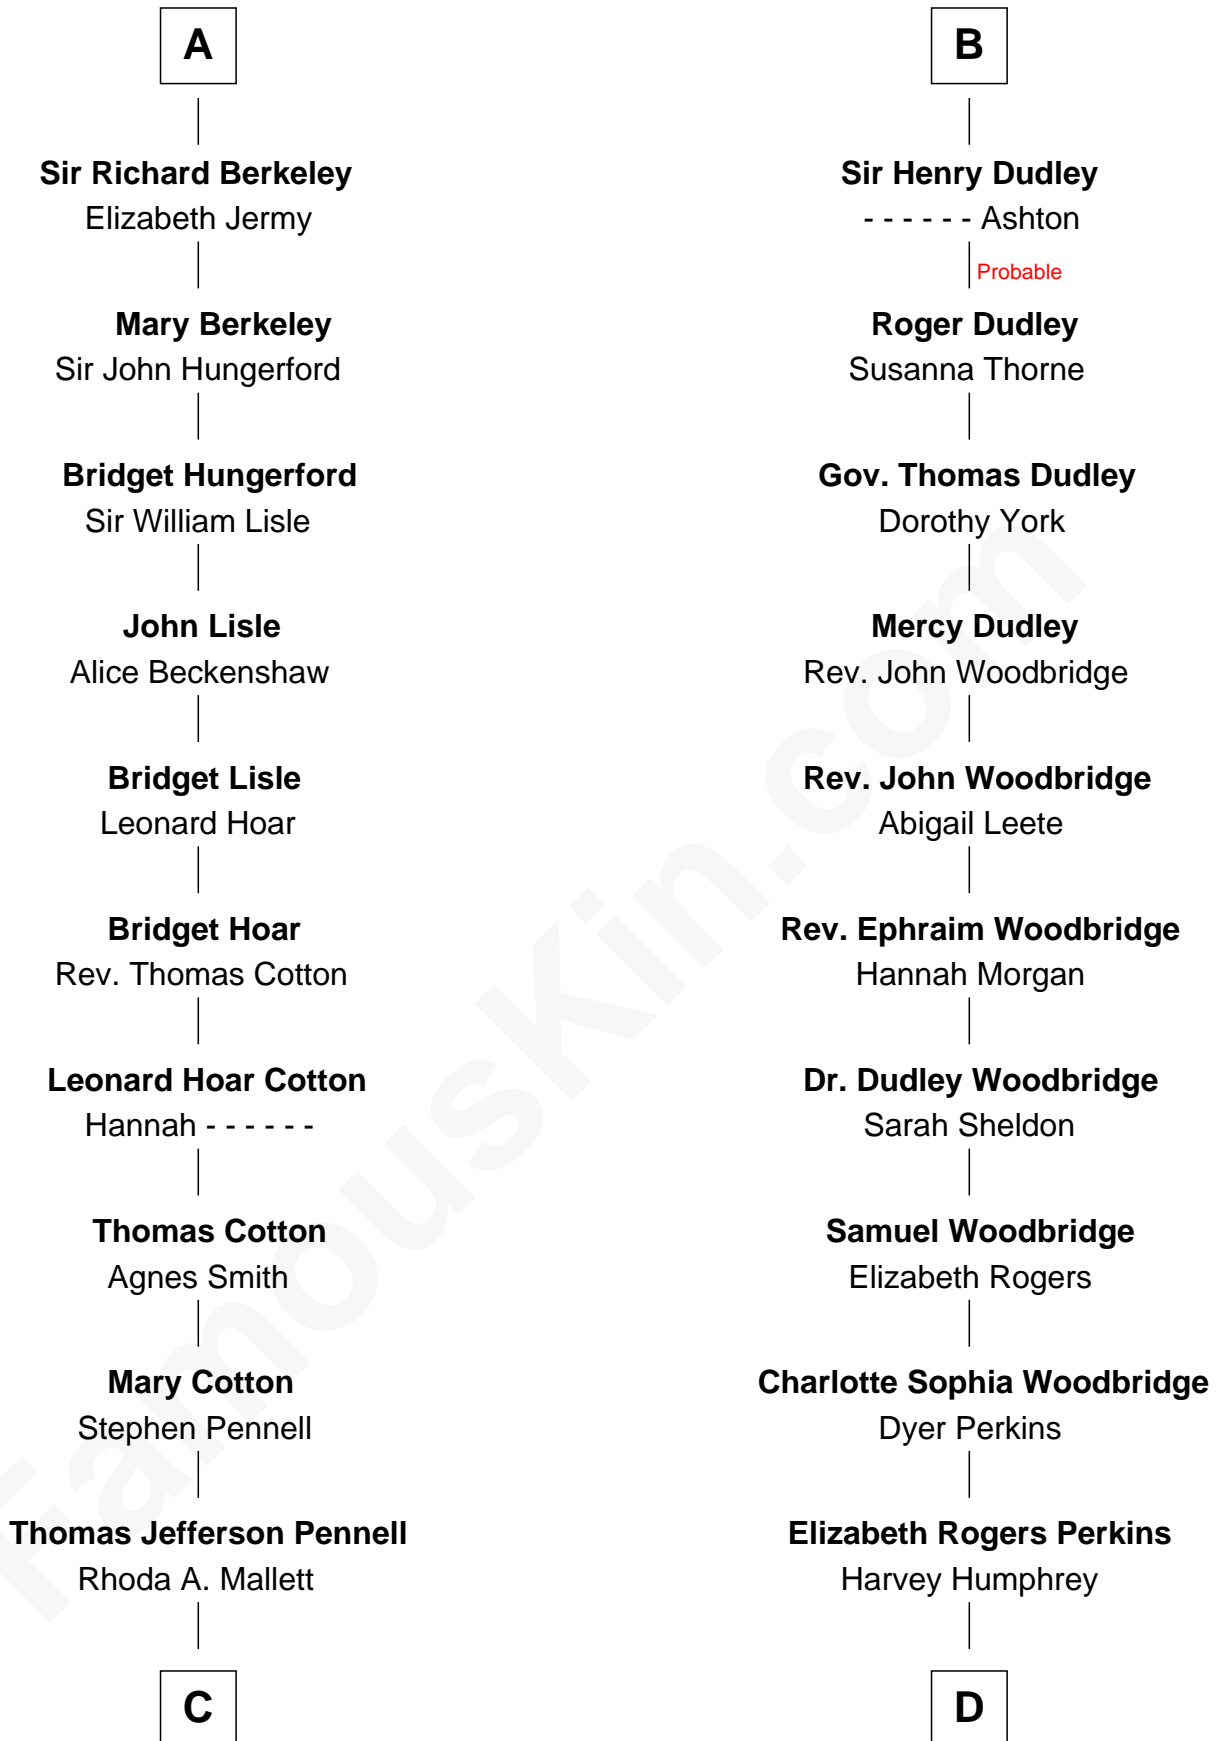 A
Sir Richard Berkeley
Elizabeth Jermy
Mary Berkeley
Sir John Hungerford
Bridget Hungerford
Sir William Lisle
John Lisle
Alice Beckenshaw
Bridget Lisle
Leonard Hoar
Bridget Hoar
Rev. Thomas Cotton
Leonard Hoar Cotton
Hannah - - - - - -
Thomas Cotton
Agnes Smith
Mary Cotton
Stephen Pennell
Thomas Jefferson Pennell
Rhoda A. Mallett
C
B
Sir Henry Dudley
- - - - - - Ashton
Probable
Roger Dudley
Susanna Thorne
Gov. Thomas Dudley
Dorothy York
Mercy Dudley
Rev. John Woodbridge
Rev. John Woodbridge
Abigail Leete
Rev. Ephraim Woodbridge
Hannah Morgan
Dr. Dudley Woodbridge
Sarah Sheldon
Samuel Woodbridge
Elizabeth Rogers
Charlotte Sophia Woodbridge
Dyer Perkins
Elizabeth Rogers Perkins
Harvey Humphrey
D
FamousKin.com